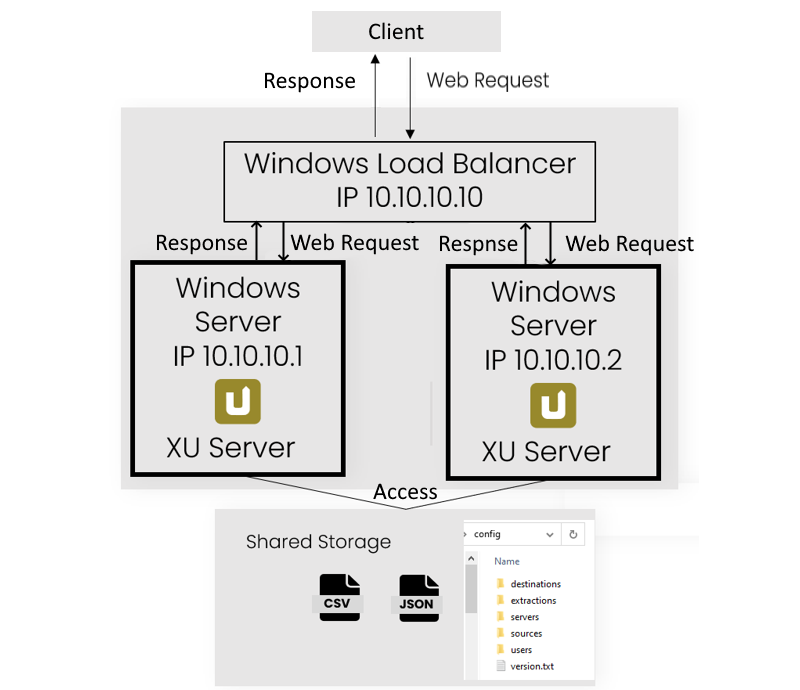 Client
Response
Web Request
Windows Load Balancer
IP 10.10.10.10
Response
Web Request
Respnse
Web Request
Windows
Server
IP 10.10.10.1
XU Server
Windows
Server
IP 10.10.10.2
XU Server
Access
Shared Storage
CSV
JSON
config
Name
destinations
extractions
servers
sources
users
version.txt